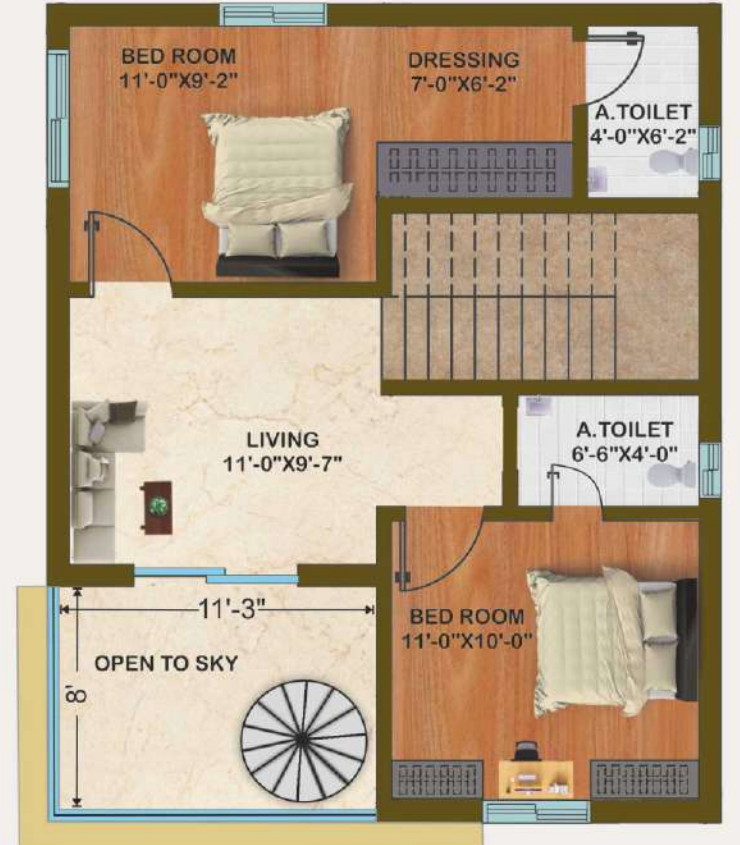 BED ROOM
11'-0"X9'-2"
DRESSING
7'-0"X6'-2"
A.TOILET
4'-0"X6'-2"
LIVING
11'-0"X9'-7"
A.TOILET
6'-6"X4'-0"
11'-3"
BED ROOM
11'-0"X10'-0"
OPEN TO SKY
8'